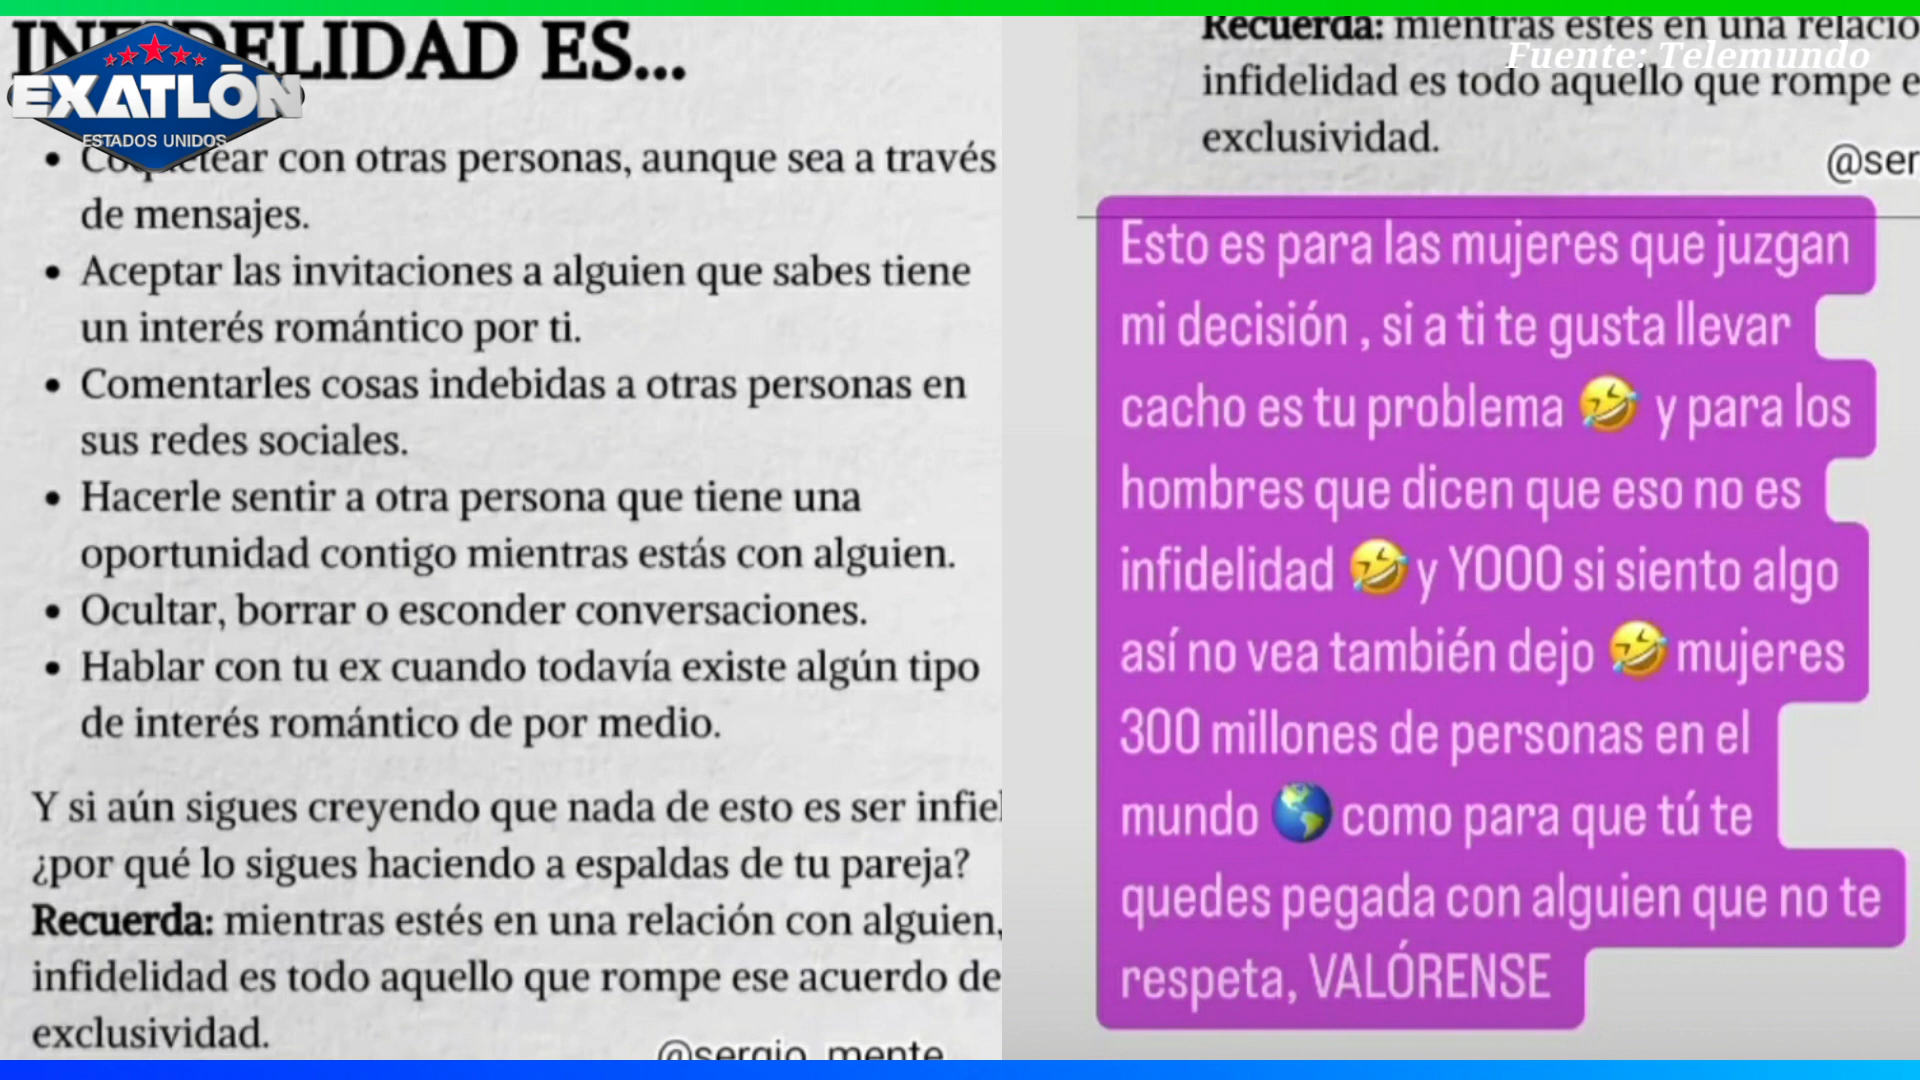 INFIDELIDAD ES...
EXATLÓN
ESTADOS UNIDOS
Coquetear con otras personas, aunque sea a través
de mensajes.
• Aceptar las invitaciones a alguien que sabes tiene
un interés romántico por ti.
• Comentarles cosas indebidas a otras personas en
sus redes sociales.
• Hacerle sentir a otra persona que tiene una
oportunidad contigo mientras estás con alguien.
• Ocultar, borrar o esconder conversaciones.
• Hablar con tu ex cuando todavía existe algún tipo
de interés romántico de por medio.
Y si aún sigues creyendo que nada de esto es ser infiel
¿por qué lo sigues haciendo a espaldas de tu pareja?
Recuerda: mientras estés en una relación con alguien,
infidelidad es todo aquello que rompe ese acuerdo de
exclusividad.
@sergio_mente
Recuerda: mientras estés en una relació
Fuente: Telemundo
infidelidad es todo aquello que rompe e
exclusividad.
@ser
Esto es para las mujeres que juzgan
mi decisión , si a ti te gusta llevar
cacho es tu problema 🤣 y para los
hombres que dicen que eso no es
infidelidad 🤣 y YOOO si siento algo
así no vea también dejo 🤣 mujeres
300 millones de personas en el
mundo 🌎 como para que tú te
quedes pegada con alguien que no te
respeta, VALÓRENSE